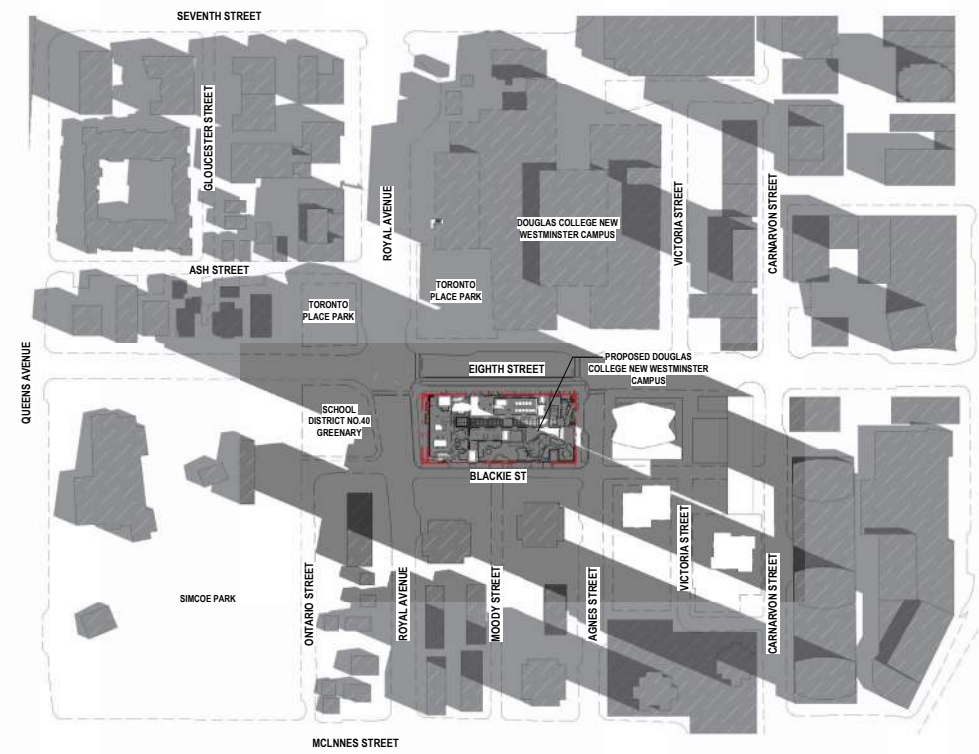 SEVENTH STREET
GLOUCESTER STREET
ROYAL AVENUE
DOUGLAS COLLEGE NEW
WESTMINSTER CAMPUS
VICTORIA STREET
CARNARVON STREET
ASH STREET
TORONTO
PLACE PARK
TORONTO
PLACE PARK
QUEENS AVENUE
EIGHTH STREET
PROPOSED DOUGLAS
COLLEGE NEW WESTMINSTER
CAMPUS
SCHOOL
DISTRICT NO.40
GREENARY
BLACKIE ST
VICTORIA STREET
SIMCOE PARK
ONTARIO STREET
ROYAL AVENUE
MOODY STREET
AGNES STREET
CARNARVON STREET
MCLNNES STREET